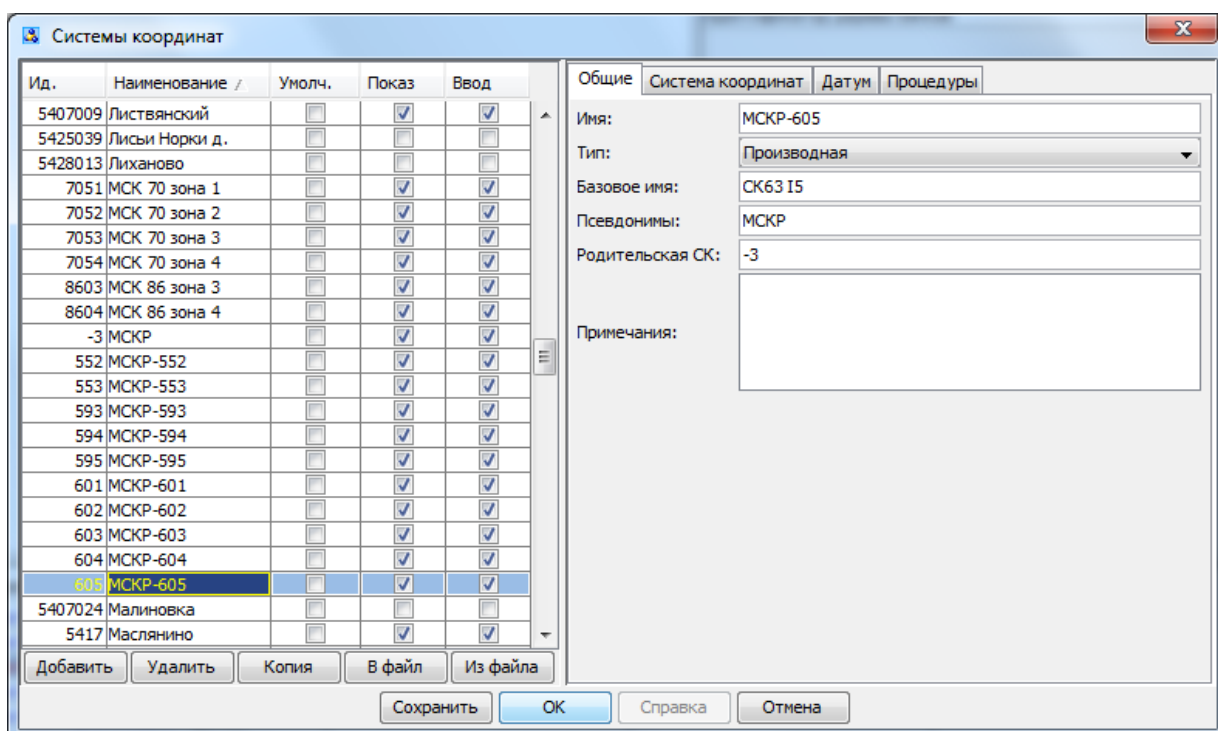 Системы координат
Ид. Наименование Умолч. Показ Ввод
5407009 Листвянский
5425039 Лисьи Норки д.
5428013 Лиханово
7051 МСК 70 зона 1
7052 МСК 70 зона 2
7053 МСК 70 зона 3
7054 МСК 70 зона 4
8603 МСК 86 зона 3
8604 МСК 86 зона 4
-3 МСКР
552 МСКР-552
553 МСКР-553
593 МСКР-593
594 МСКР-594
595 МСКР-595
601 МСКР-601
602 МСКР-602
603 МСКР-603
604 МСКР-604
605 МСКР-605
5407024 Малиновка
5417 Маслянино
Добавить Удалить Копия В файл Из файла
Общие Система координат Датум Процедуры
Имя: МСКР-605
Тип: Производная
Базовое имя: СК63 I5
Псевдонимы: МСКР
Родительская СК: -3
Примечания:
Сохранить ОК Справка Отмена